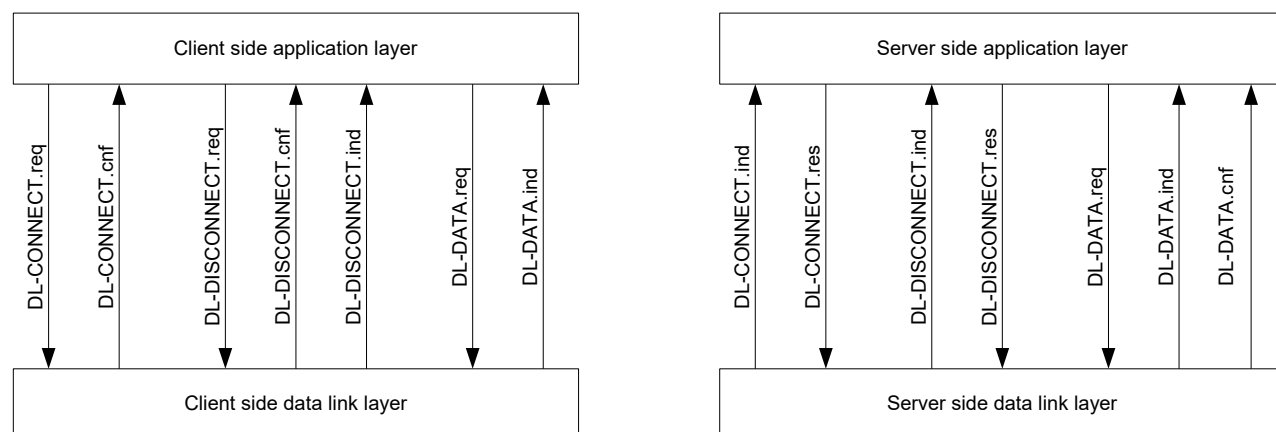 Client side application layer
DL-CONNECT.req
DL-CONNECT.cnf
DL-DISCONNECT.req
DL-DISCONNECT.cnf
DL-DISCONNECT.ind
DL-DATA.req
DL-DATA.ind
Client side data link layer
Server side application layer
DL-CONNECT.ind
DL-CONNECT.res
DL-DISCONNECT.ind
DL-DISCONNECT.res
DL-DATA.req
DL-DATA.ind
DL-DATA.cnf
Server side data link layer